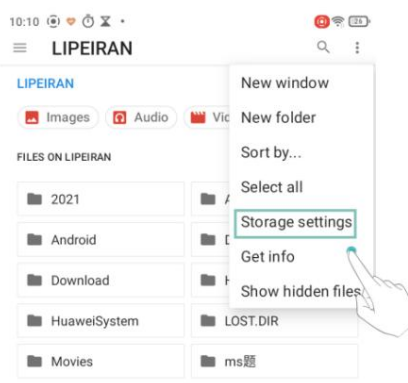 10:10
26
LIPEIRAN
LIPEIRAN
Images
Audio
FILES ON LIPEIRAN
2021
Android
Download
HuaweiSystem
LOST.DIR
Movies
ms题
New window
New folder
Sort by...
Select all
Storage settings
Get info
Show hidden files